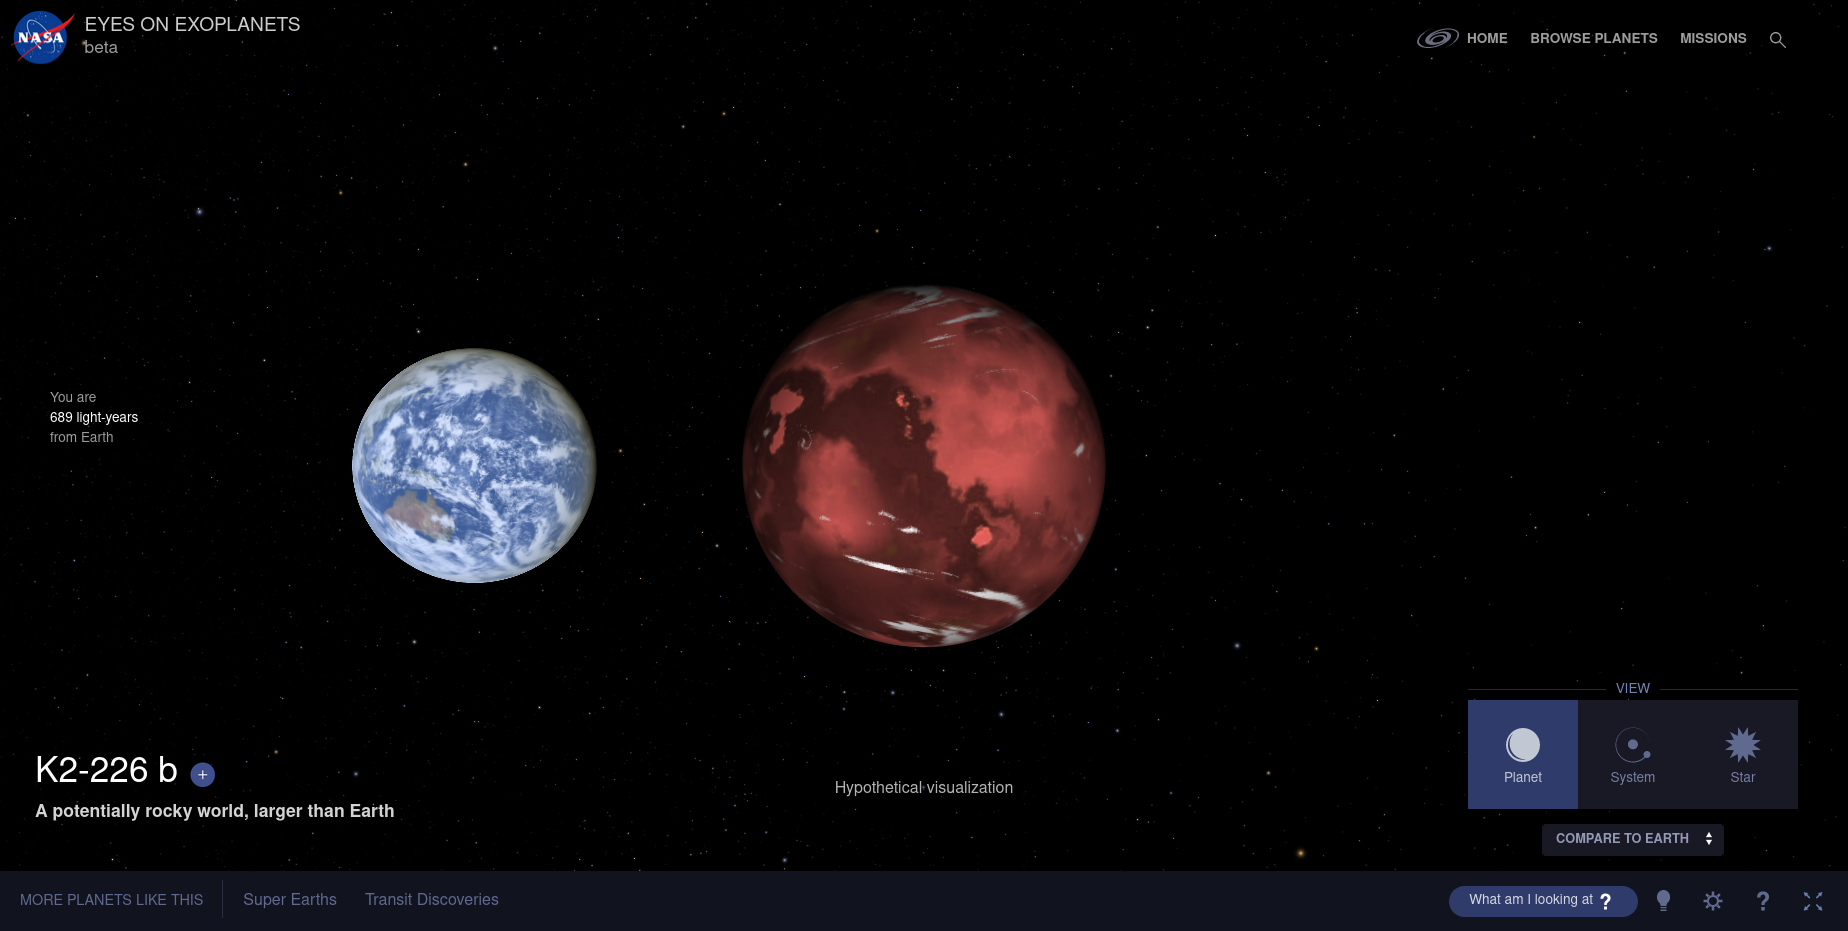 NASA
EYES ON EXOPLANETS
beta
HOME
BROWSE PLANETS
MISSIONS
You are
689 light-years
from Earth
VIEW
Planet
System
Star
K2-226 b +
A potentially rocky world, larger than Earth
Hypothetical visualization
COMPARE TO EARTH
MORE PLANETS LIKE THIS
Super Earths
Transit Discoveries
What am I looking at ?
?